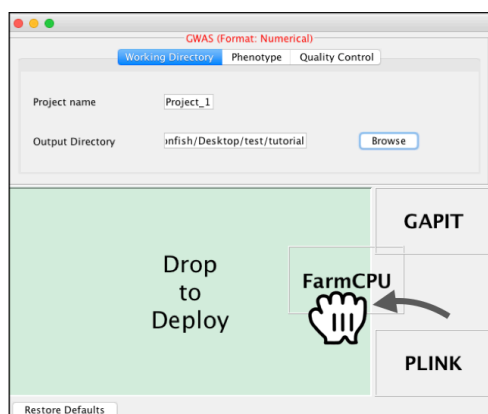 GWAS (Format: Numerical)
Working Directory Phenotype Quality Control
Project name Project_1
Output Directory onfish/Desktop/test/tutorial Browse
GAPIT
Drop
to
Deploy
FarmCPU
PLINK
Restore Defaults